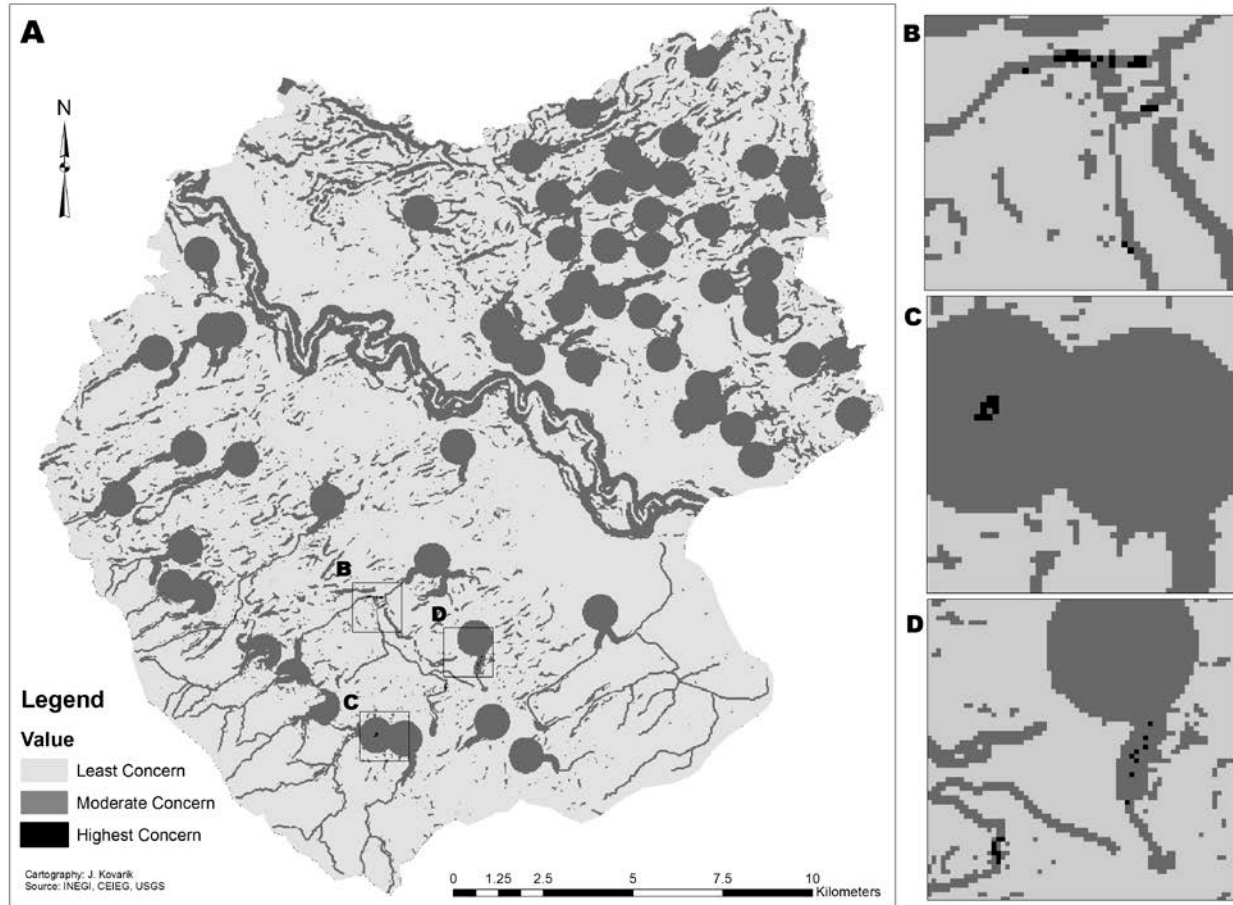 A
N
B
D
C
Legend
Value
Least Concern
Moderate Concern
Highest Concern
Cartography: J. Kovarik
Source: INEGI, CEIEG, USGS
0 1.25 2.5 5 7.5 10
Kilometers
B
C
D